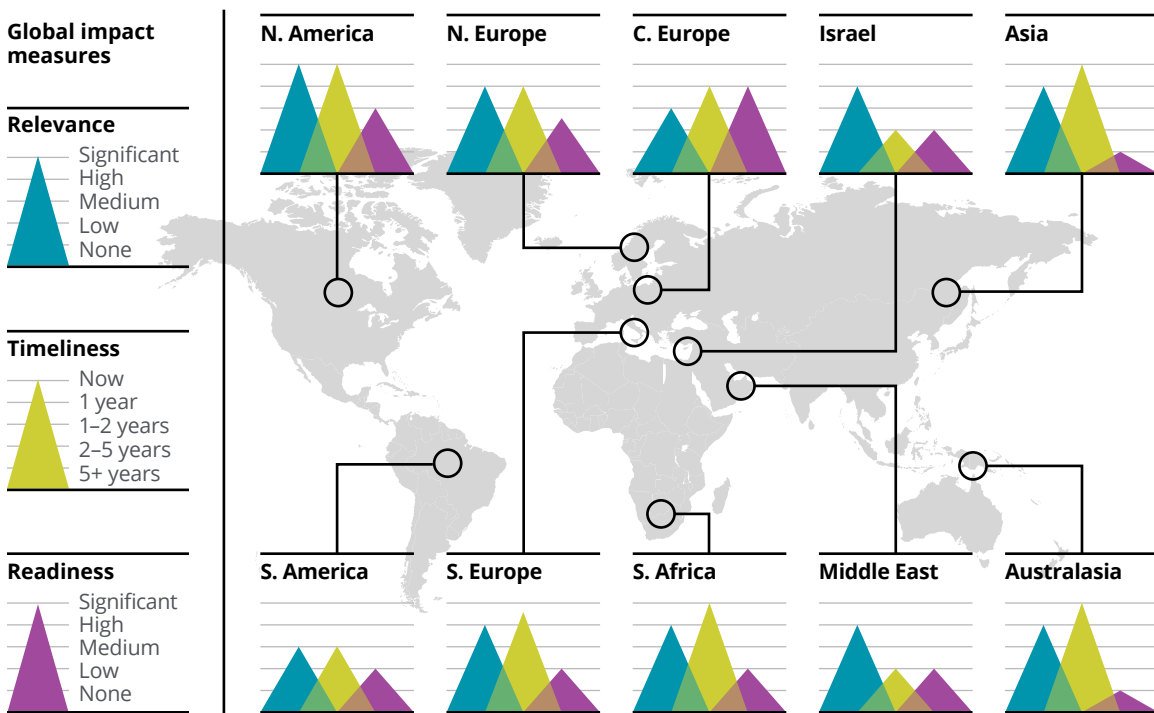 Global impact
measures
Relevance
Significant
High
Medium
Low
None
Timeliness
Now
1 year
1–2 years
2–5 years
5+ years
Readiness
Significant
High
Medium
Low
None
N. America
N. Europe
C. Europe
Israel
Asia
S. America
S. Europe
S. Africa
Middle East
Australasia